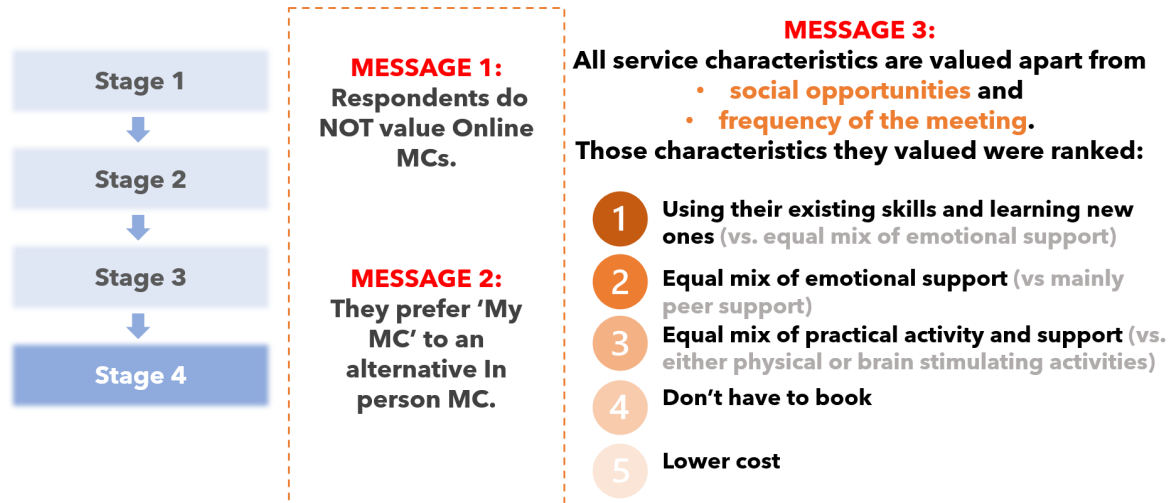 Stage 1
Stage 2
Stage 3
Stage 4
MESSAGE 1:
Respondents do
NOT value Online
MCs.
MESSAGE 2:
They prefer ‘My
MC’ to an
alternative In
person MC.
MESSAGE 3:
All service characteristics are valued apart from
• social opportunities and
• frequency of the meeting.
Those characteristics they valued were ranked:
1 Using their existing skills and learning new
ones (vs. equal mix of emotional support)
2 Equal mix of emotional support (vs mainly
peer support)
3 Equal mix of practical activity and support (vs.
either physical or brain stimulating activities)
4 Don’t have to book
5 Lower cost